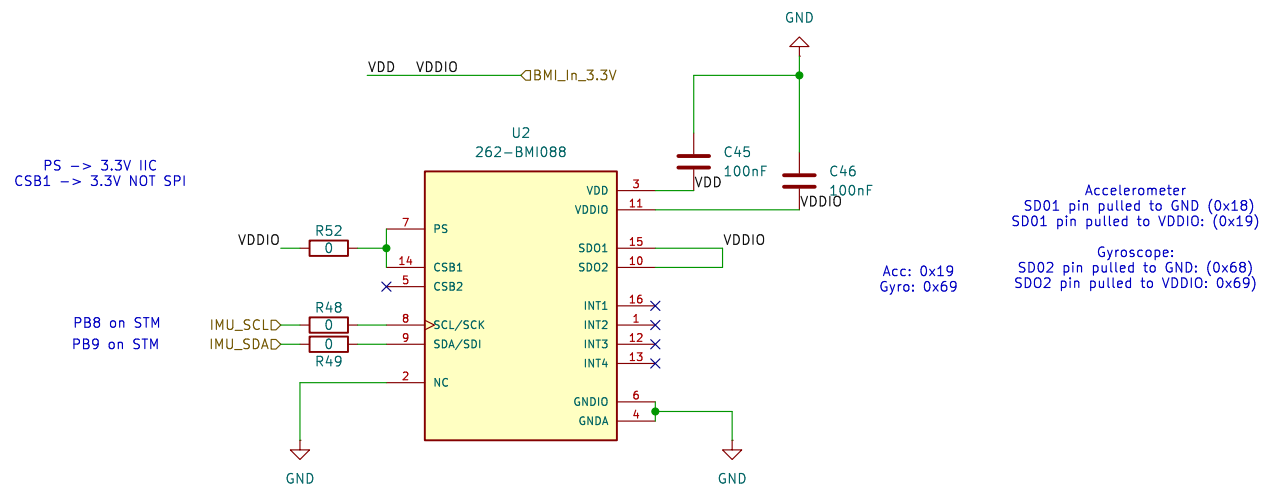 GND
VDD VDDIO BMI_In_3.3V
U2
262-BMI088
PS -> 3.3V IIC
CSB1 -> 3.3V NOT SPI
C45
100nF
VDD
C46
100nF
VDDIO
VDD 3
VDDIO 11
Accelerometer
SDO1 pin pulled to GND (0x18)
SDO1 pin pulled to VDDIO: (0x19)
Gyroscope:
SDO2 pin pulled to GND: (0x68)
SDO2 pin pulled to VDDIO: 0x69)
Acc: 0x19
Gyro: 0x69
VDDIO
R52
0
7 PS
14 CSB1
5 CSB2
SDO1 15
SDO2 10
VDDIO
PB8 on STM
PB9 on STM
IMU_SCL
R48
0
8 SCL/SCK
IMU_SDA
0
R49
9 SDA/SDI
2 NC
INT1 16
INT2 1
INT3 12
INT4 13
GNDIO 6
GNDA 4
GND
GND